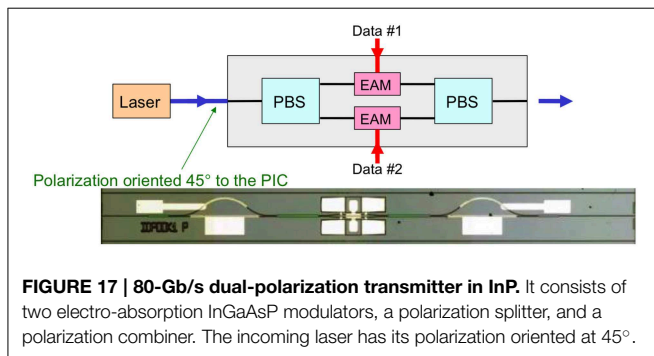 Data #1
Laser
PBS
EAM
PBS
EAM
Data #2
Polarization oriented 45° to the PIC
FIGURE 17 | 80-Gb/s dual-polarization transmitter in InP. It consists of
two electro-absorption InGaAsP modulators, a polarization splitter, and a
polarization combiner. The incoming laser has its polarization oriented at 45°.